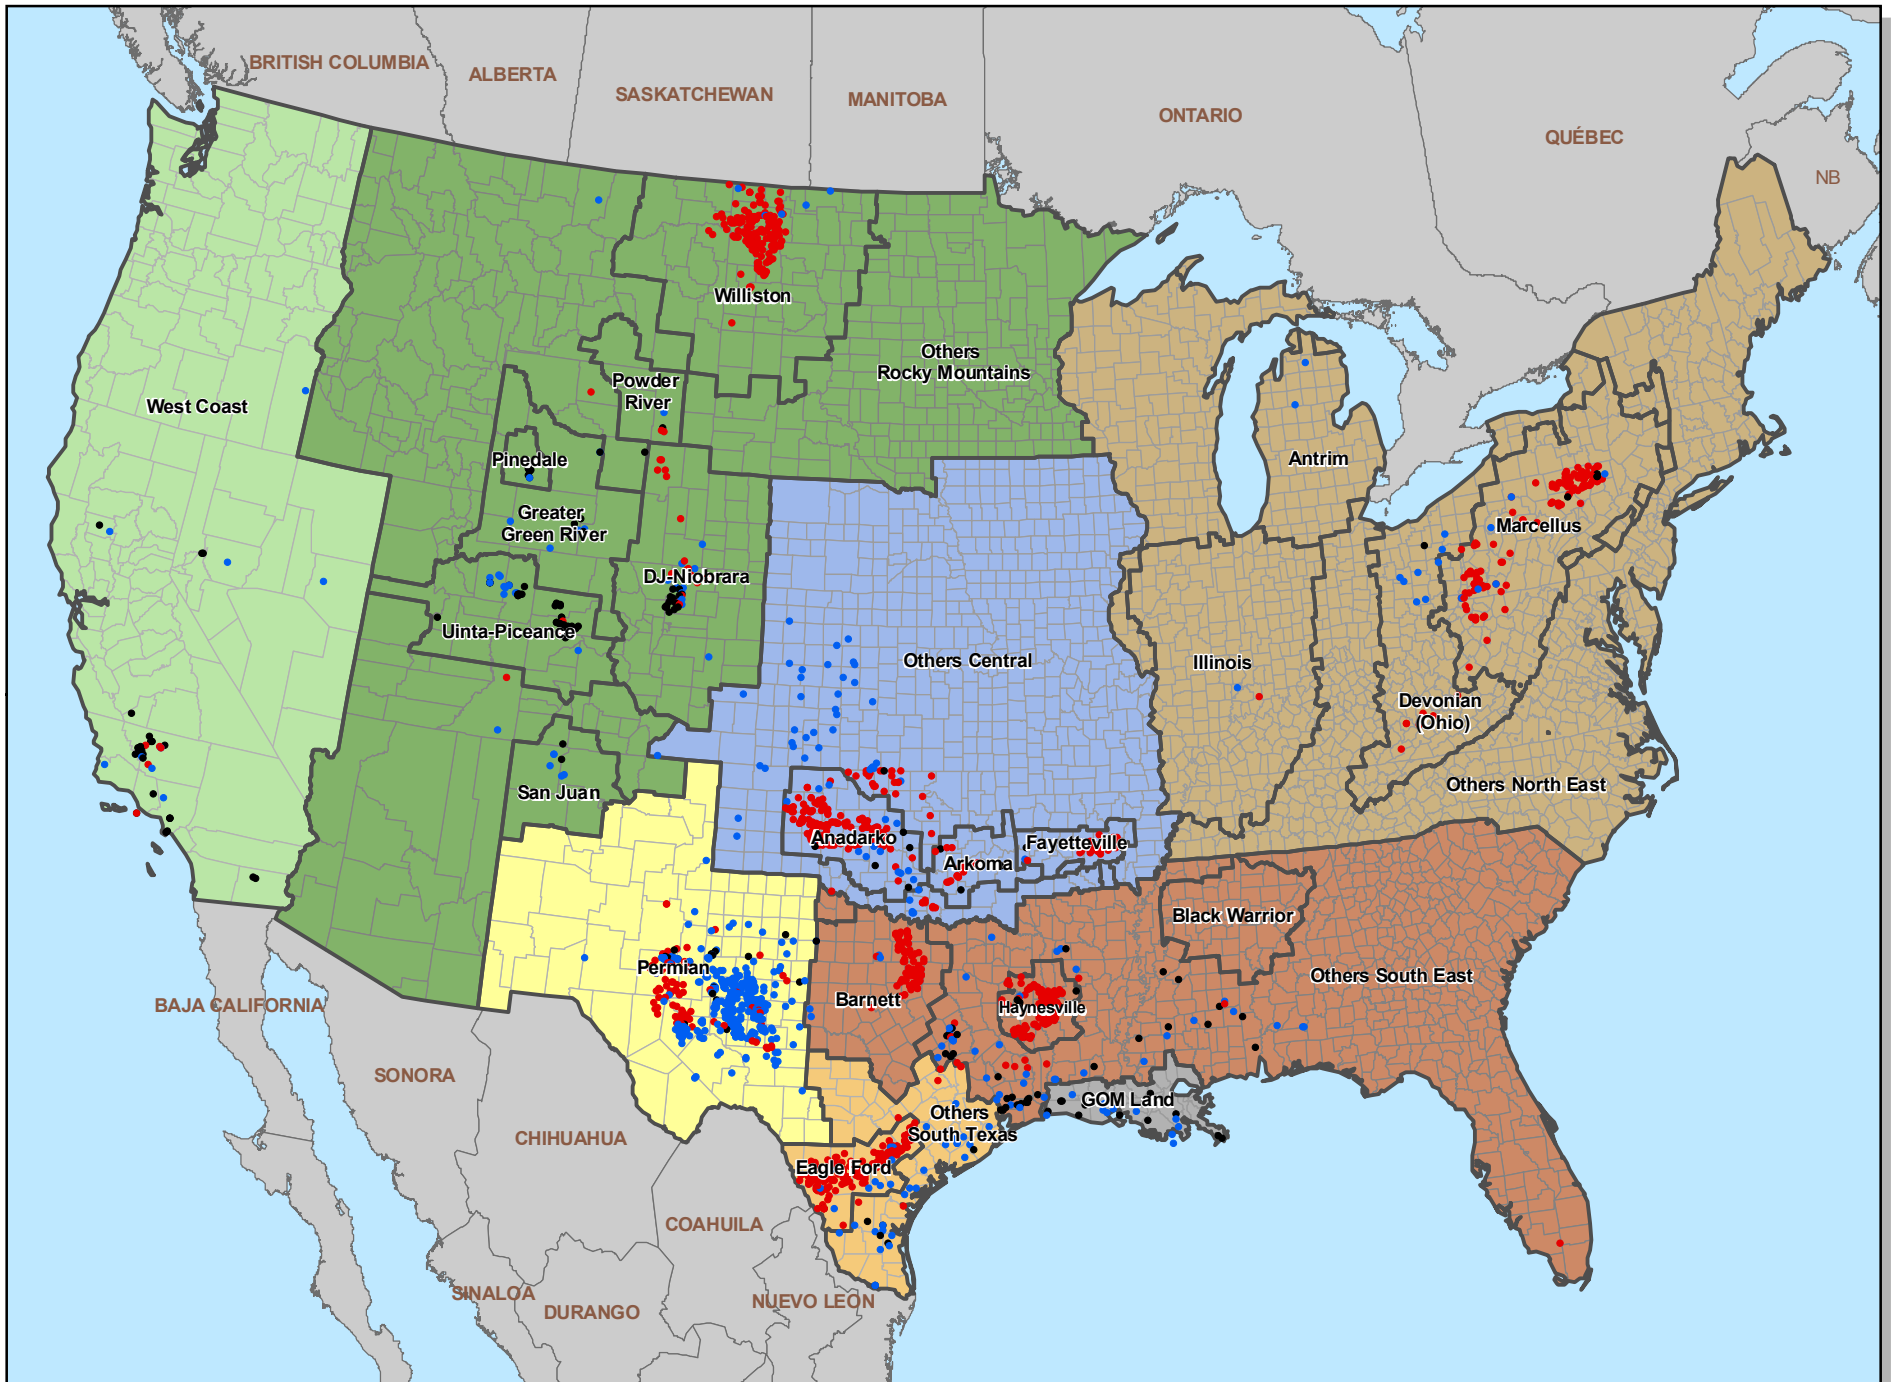 BRITISH COLUMBIA
ALBERTA
SASKATCHEWAN
MANITOBA
ONTARIO
QUÉBEC
NB
Williston
Others
Rocky Mountains
Powder
River
West Coast
Pinedale
Antrim
Greater
Green River
Marcellus
DJ-Niobrara
Uinta-Piceance
Others Central
Illinois
Devonian
(Ohio)
San Juan
Others North East
Anadarko
Fayetteville
Arkoma
Black Warrior
Permian
Others South East
Barnett
Haynesville
BAJA CALIFORNIA
SONORA
GOM Land
Others
South Texas
CHIHUAHUA
Eagle Ford
COAHUILA
SINALOA
DURANGO
NUEVO LEÓN